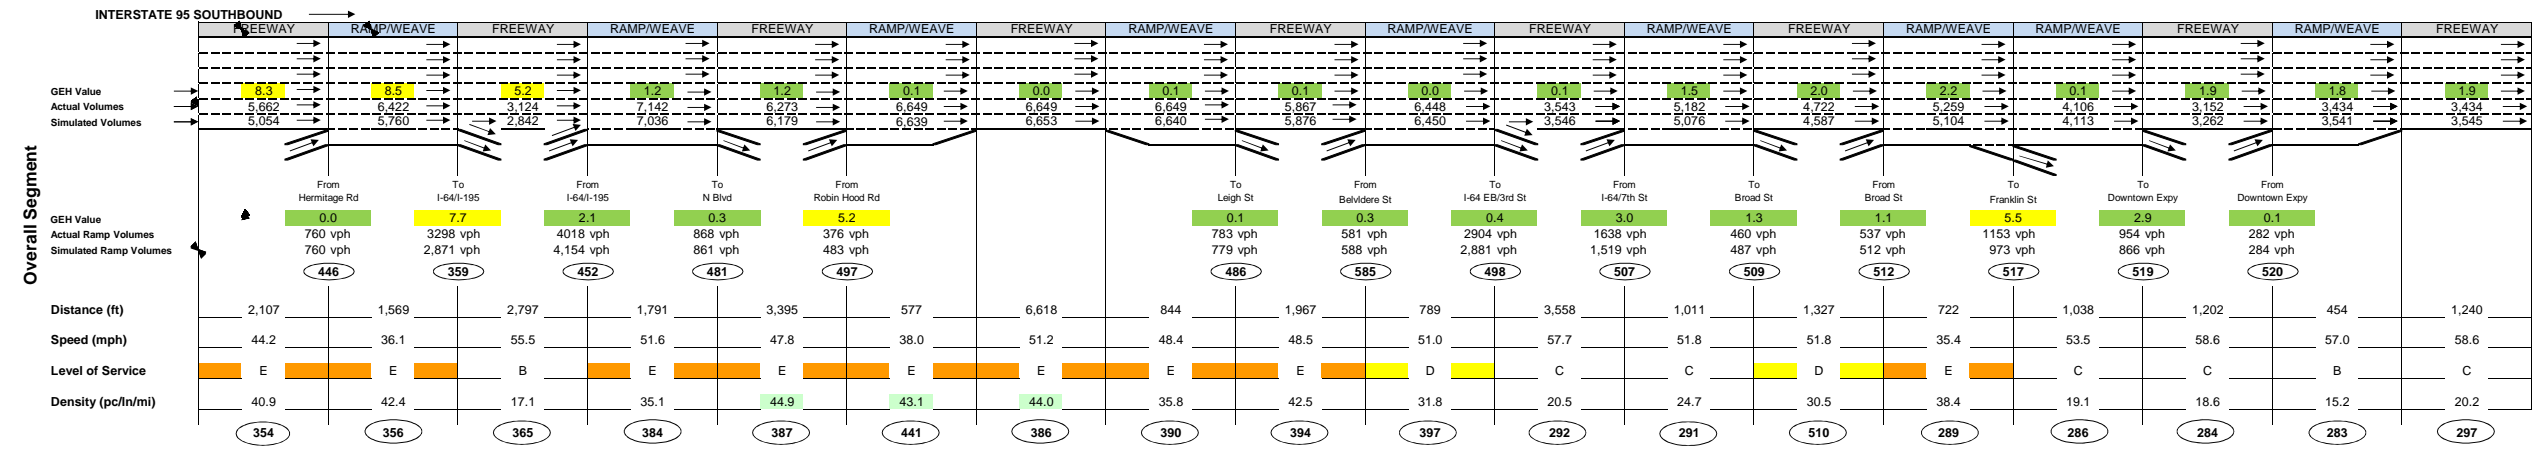 INTERSTATE 95 SOUTHBOUND
FREEWAY RAMP/WEAVE FREEWAY RAMP/WEAVE FREEWAY RAMP/WEAVE FREEWAY RAMP/WEAVE FREEWAY RAMP/WEAVE FREEWAY RAMP/WEAVE FREEWAY RAMP/WEAVE RAMP/WEAVE FREEWAY RAMP/WEAVE FREEWAY
GEH Value 8.3 8.5 5.2 1.2 1.2 0.1 0.0 0.1 0.1 0.0 0.1 1.5 2.0 2.2 0.1 1.9 1.8 1.9
Actual Volumes 5,662 6,422 3,124 7,142 6,273 6,649 6,649 6,649 5,867 6,448 3,543 5,182 4,722 5,259 4,106 3,152 3,434 3,434
Simulated Volumes 5,054 5,760 2,842 7,036 6,179 6,639 6,653 6,640 5,876 6,450 3,546 5,076 4,587 5,104 4,113 3,262 3,541 3,545
Overall Segment
From To From To From To From To From To From To To From
Hermitage Rd I-64/I-195 I-64/I-195 N Blvd Robin Hood Rd Leigh St Belvldere St I-64 EB/3rd St I-64/7th St Broad St Broad St Franklin St Downtown Expy Downtown Expy
GEH Value 0.0 7.7 2.1 0.3 5.2 0.1 0.3 0.4 3.0 1.3 1.1 5.5 2.9 0.1
Actual Ramp Volumes 760 vph 3298 vph 4018 vph 868 vph 376 vph 783 vph 581 vph 2904 vph 1638 vph 460 vph 537 vph 1153 vph 954 vph 282 vph
Simulated Ramp Volumes 760 vph 2,871 vph 4,154 vph 861 vph 483 vph 779 vph 588 vph 2,881 vph 1,519 vph 487 vph 512 vph 973 vph 866 vph 284 vph
446 359 452 481 497 486 585 498 507 509 512 517 519 520
Distance (ft) 2,107 1,569 2,797 1,791 3,395 577 6,618 844 1,967 789 3,558 1,011 1,327 722 1,038 1,202 454 1,240
Speed (mph) 44.2 36.1 55.5 51.6 47.8 38.0 51.2 48.4 48.5 51.0 57.7 51.8 51.8 35.4 53.5 58.6 57.0 58.6
Level of Service E E B E E E E E E D C C D E C C B C
Density (pc/ln/mi) 40.9 42.4 17.1 35.1 44.9 43.1 44.0 35.8 42.5 31.8 20.5 24.7 30.5 38.4 19.1 18.6 15.2 20.2
354 356 365 384 387 441 386 390 394 397 292 291 510 289 286 284 283 297